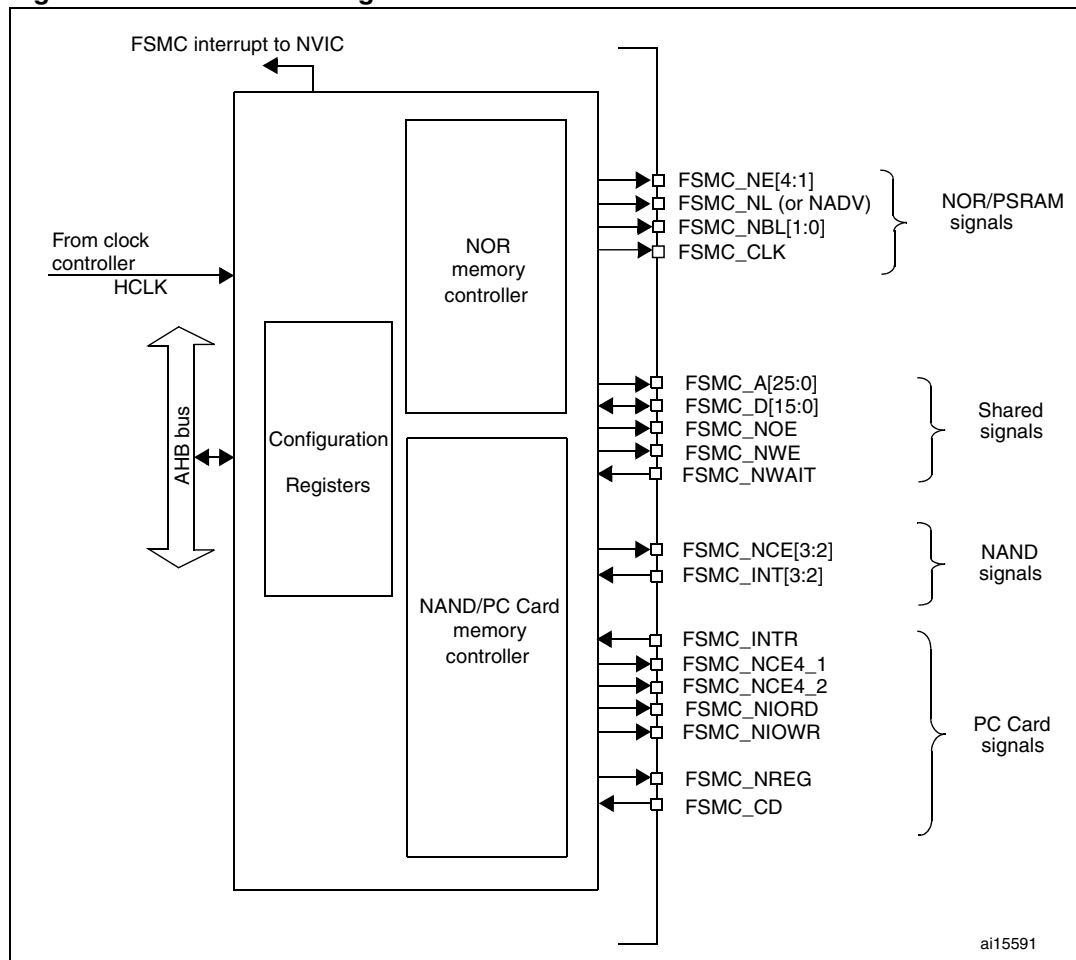 FSMC interrupt to NVIC
From clock
controller
HCLK
AHB bus
Configuration
Registers
NOR
memory
controller
NAND/PC Card
memory
controller
FSMC_NE[4:1]
FSMC_NL (or NADV)
FSMC_NBL[1:0]
FSMC_CLK
NOR/PSRAM
signals
FSMC_A[25:0]
FSMC_D[15:0]
FSMC_NOE
FSMC_NWE
FSMC_NWAIT
Shared
signals
FSMC_NCE[3:2]
FSMC_INT[3:2]
NAND
signals
FSMC_INTR
FSMC_NCE4_1
FSMC_NCE4_2
FSMC_NIORD
FSMC_NIOWR
FSMC_NREG
FSMC_CD
PC Card
signals
ai15591